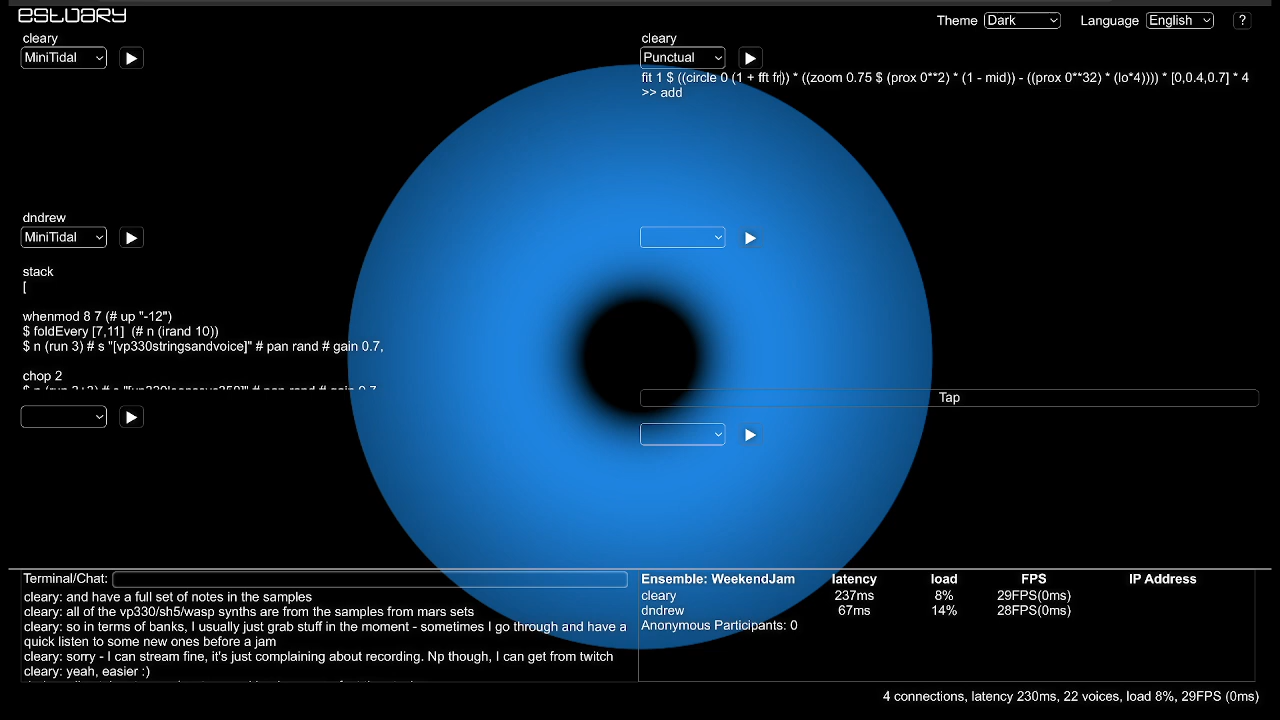 estuary
Theme Dark Language English ?
cleary
MiniTidal
cleary
Punctual
fit 1 $ ((circle 0 (1 + fft fr)) * ((zoom 0.75 $ (prox 0**2) * (1 - mid)) - ((prox 0**32) * (lo*4)))) * [0,0.4,0.7] * 4
>> add
dndrew
MiniTidal
stack
[
whenmod 8 7 (# up "-12")
$ foldEvery [7,11] (# n (irand 10))
$ n (run 3) # s "[vp330stringsandvoice]" # pan rand # gain 0.7,
chop 2
Tap
Terminal/Chat:
cleary: and have a full set of notes in the samples
cleary: all of the vp330/sh5/wasp synths are from the samples from mars sets
cleary: so in terms of banks, I usually just grab stuff in the moment - sometimes I go through and have a
quick listen to some new ones before a jam
cleary: sorry - I can stream fine, it's just complaining about recording. Np though, I can get from twitch
cleary: yeah, easier :)
Ensemble: WeekendJam latency load FPS IP Address
cleary 237ms 8% 29FPS(0ms)
dndrew 67ms 14% 28FPS(0ms)
Anonymous Participants: 0
4 connections, latency 230ms, 22 voices, load 8%, 29FPS (0ms)